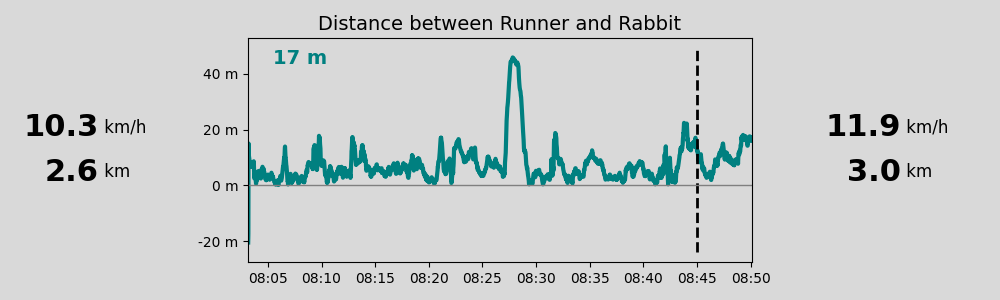 Distance between Runner and Rabbit
17 m
40 m
20 m
0 m
-20 m
10.3 km/h
2.6 km
11.9 km/h
3.0 km
08:05 08:10 08:15 08:20 08:25 08:30 08:35 08:40 08:45 08:50